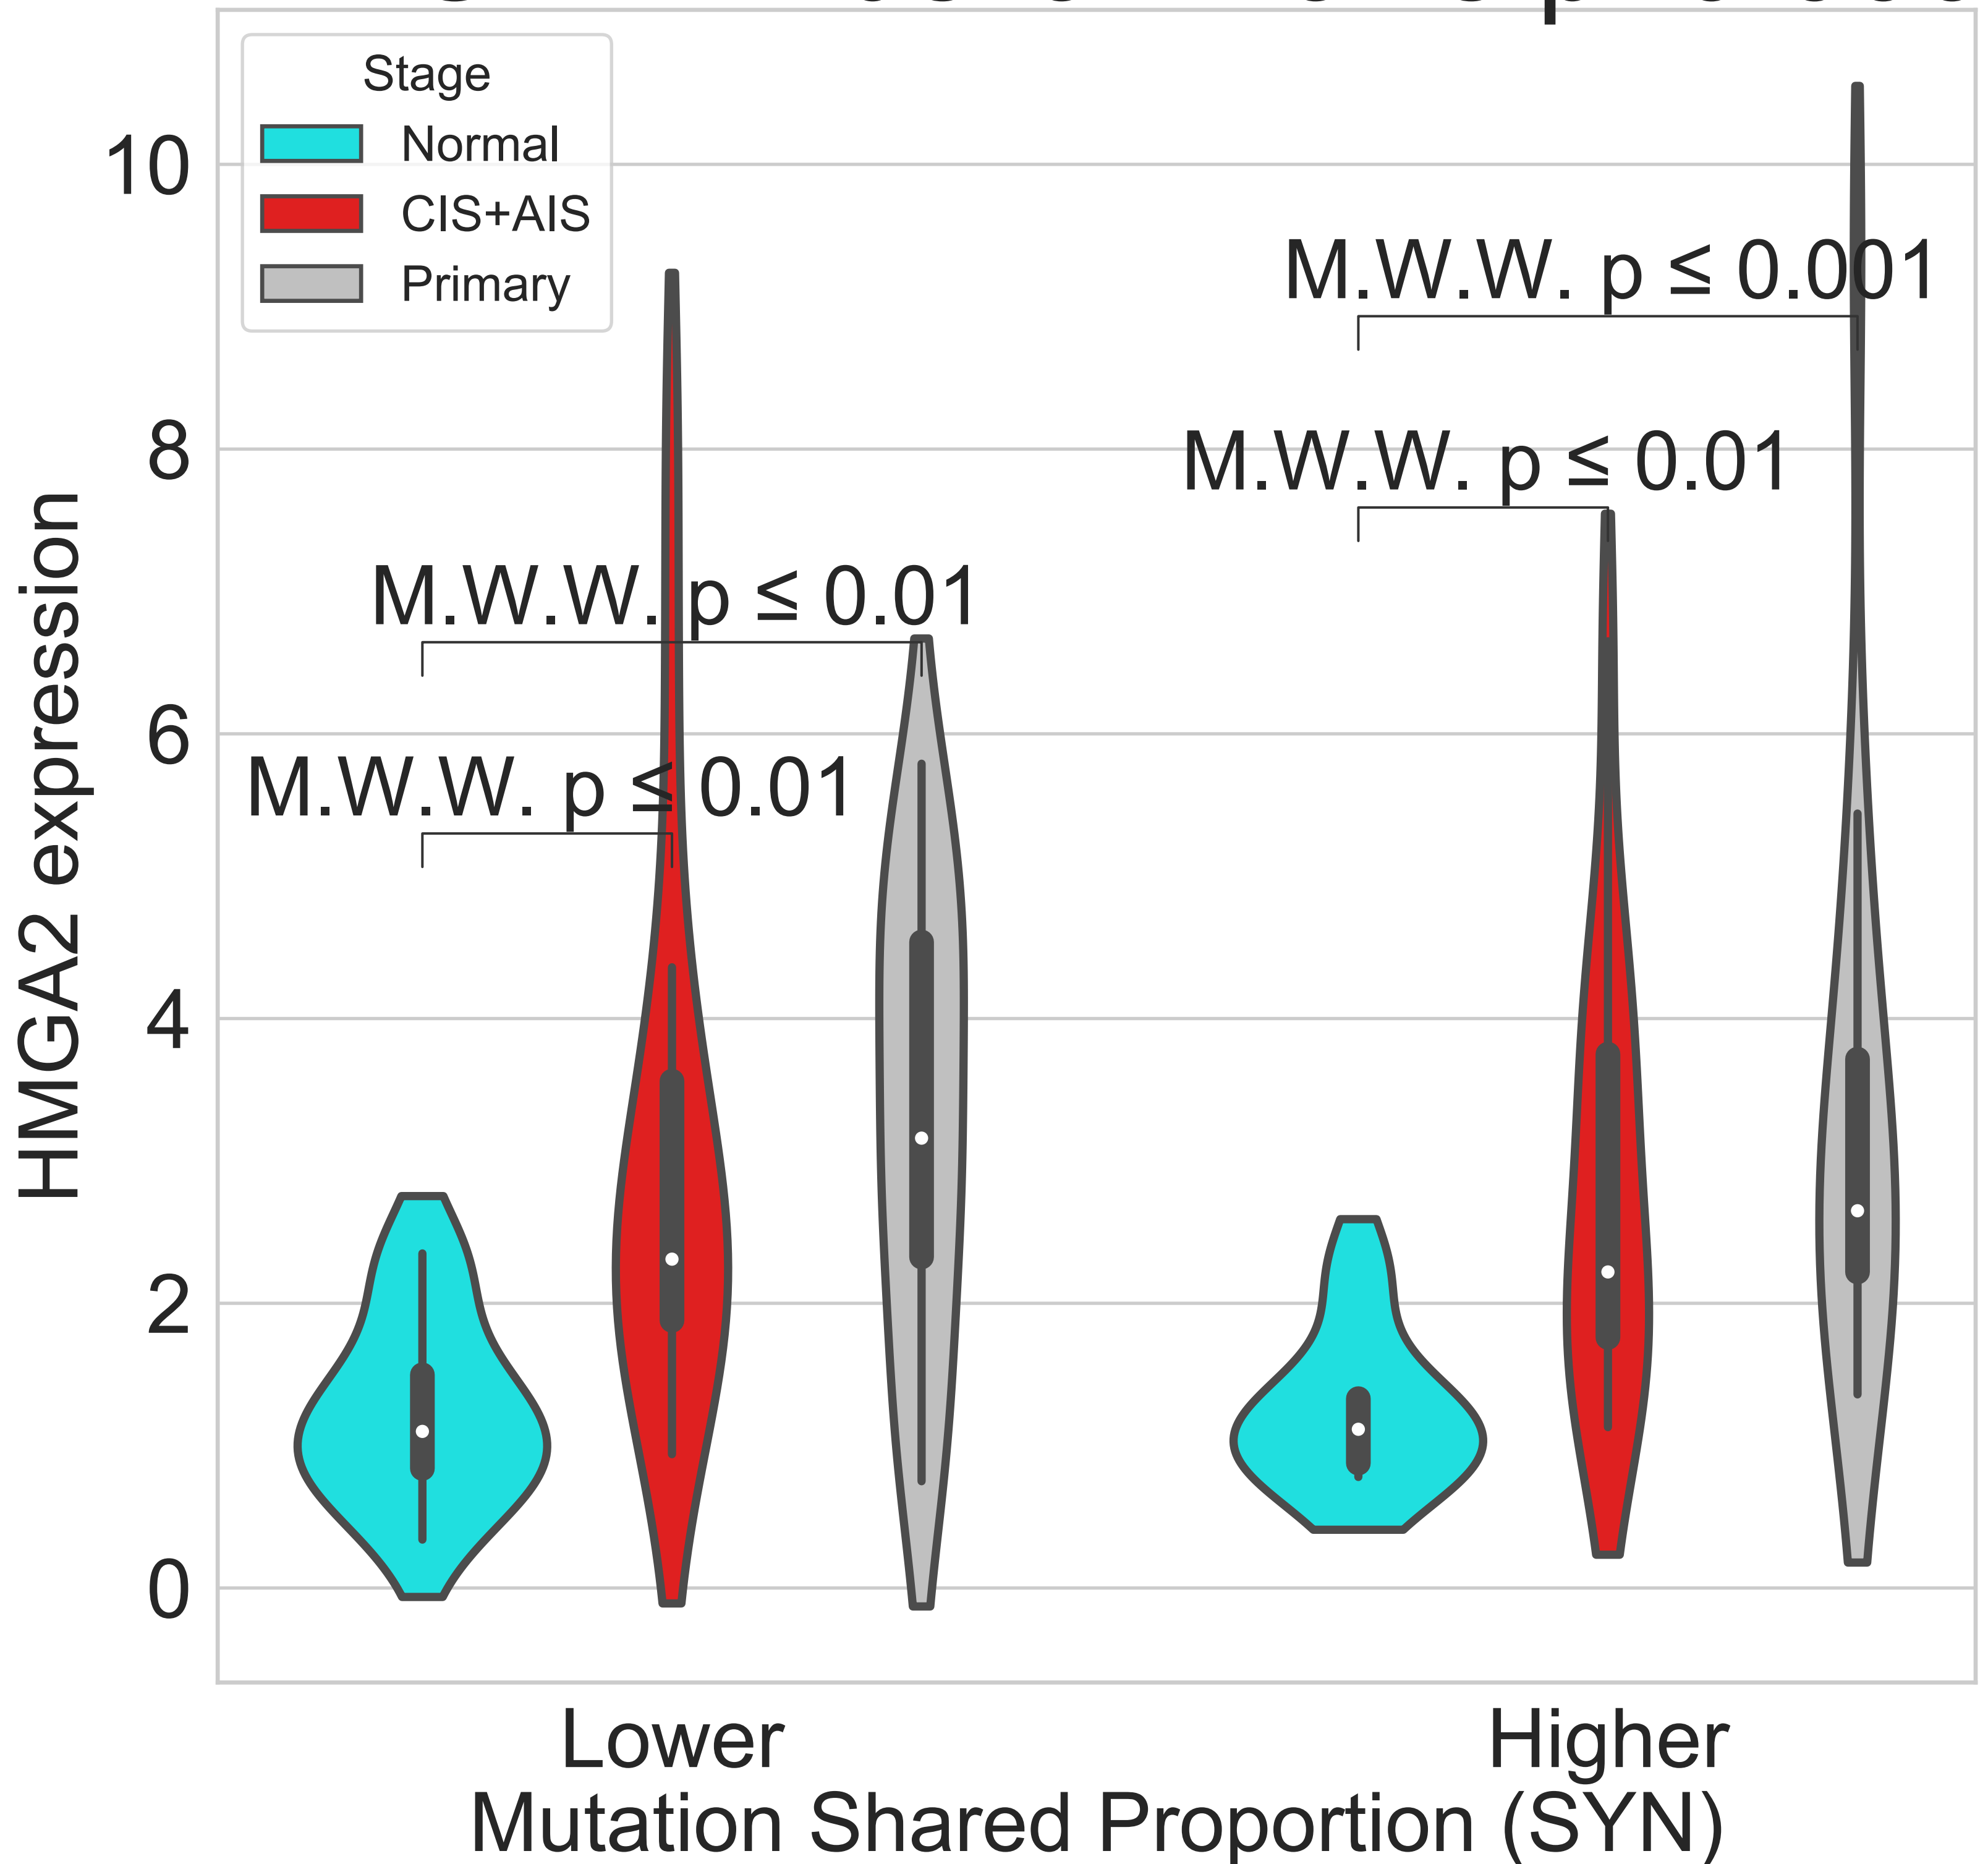 Stage
Normal
CIS+AIS
Primary
10
8
6
4
2
0
HMGA2 expression
M.W.W. p ≤ 0.001
M.W.W. p ≤ 0.01
M.W.W. p ≤ 0.01
M.W.W. p ≤ 0.01
Lower
Higher
Mutation Shared Proportion (SYN)